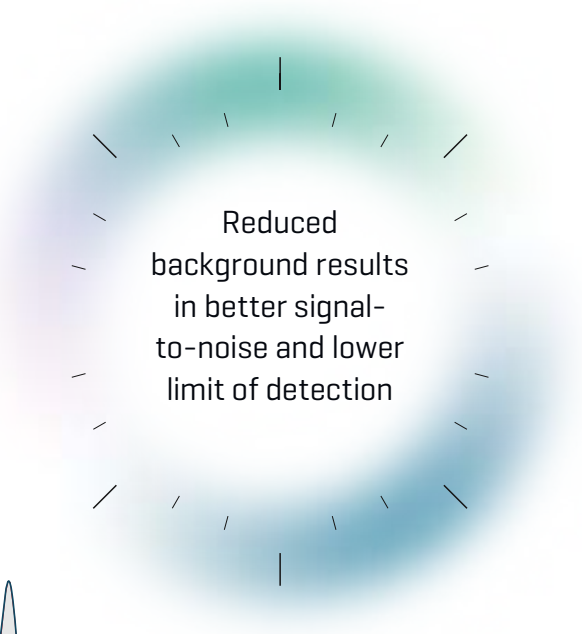 Reduced
background results
in better signal-
to-noise and lower
limit of detection